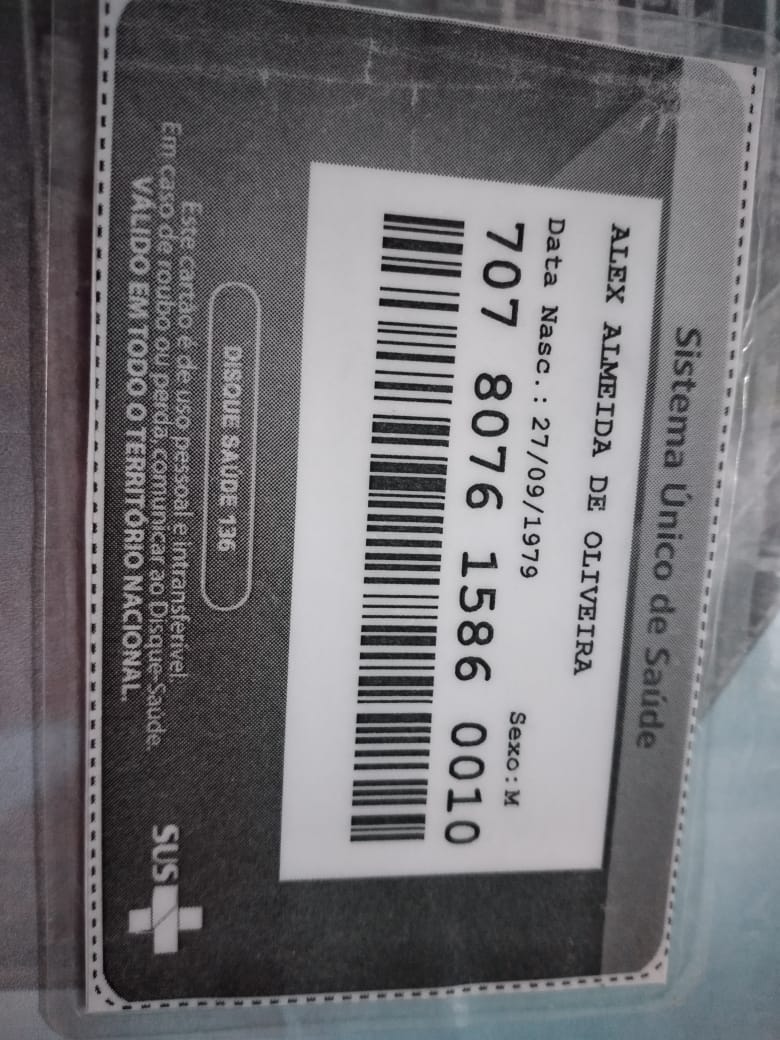 Sistema Único de Saúde
ALEX ALMEIDA DE OLIVEIRA
Data Nasc.: 27/09/1979 Sexo: M
707 8076 1586 0010
DISQUE SAÚDE 136
Este cartão é de uso pessoal e intransferível.
Em caso de roubo ou perda, comunicar ao Disque-Saúde.
VÁLIDO EM TODO O TERRITÓRIO NACIONAL.
SUS